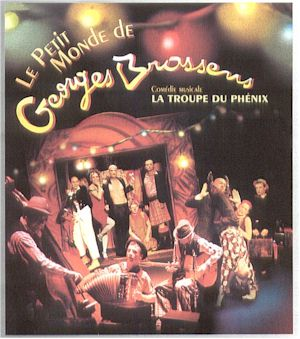 Le Petit
Monde de
Georges Brassens
Comédie musicale
LA TROUPE DU PHÉNIX